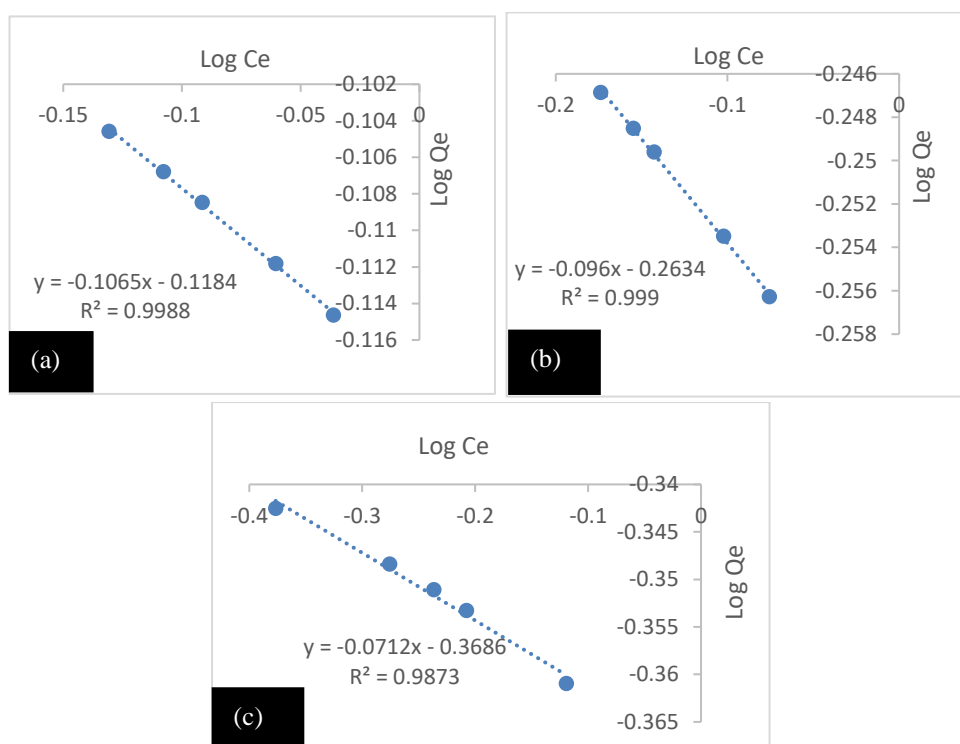 Log Ce
-0.15 -0.1 -0.05 0
-0.102
-0.104
-0.106
-0.108
-0.11
-0.112
-0.114
-0.116
Log Qe
y = -0.1065x - 0.1184
R² = 0.9988
(a)
Log Ce
-0.2 -0.1 0
-0.246
-0.248
-0.25
-0.252
-0.254
-0.256
-0.258
Log Qe
y = -0.096x - 0.2634
R² = 0.999
(b)
Log Ce
-0.4 -0.3 -0.2 -0.1 0
-0.34
-0.345
-0.35
-0.355
-0.36
-0.365
Log Qe
y = -0.0712x - 0.3686
R² = 0.9873
(c)